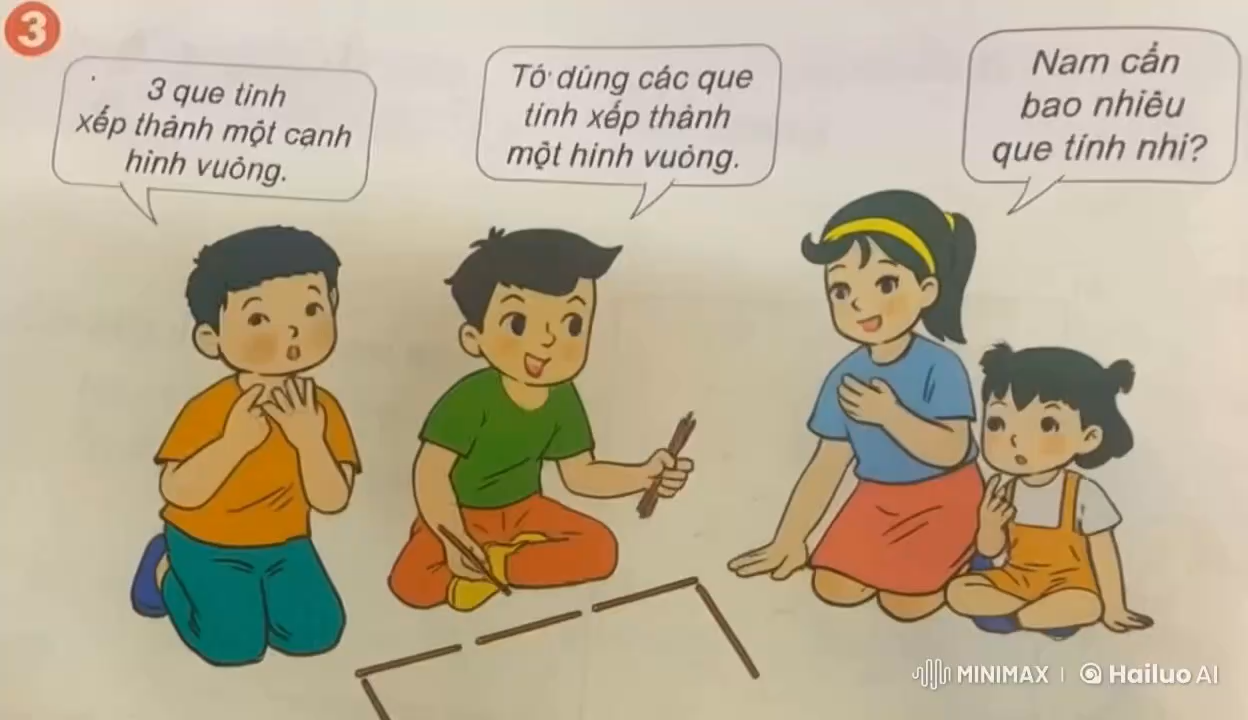 3
3 que tính
xếp thành một cạnh
hình vuông.
Tớ dùng các que
tính xếp thành
một hình vuông.
Nam cần
bao nhiêu
que tính nhỉ?
MINIMAX | Hailuo AI